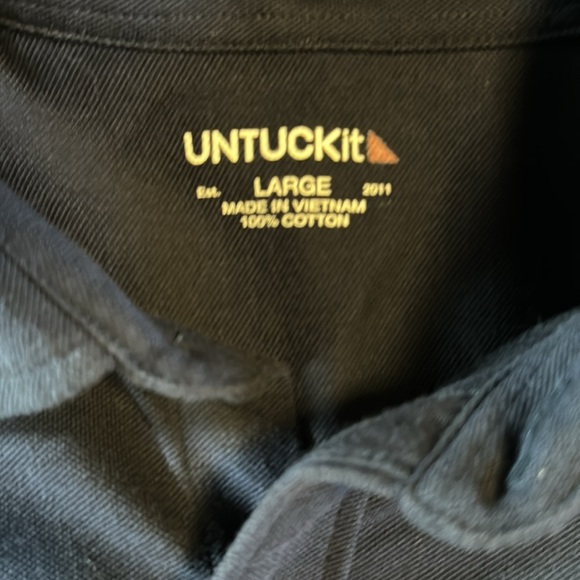 UNTUCKit
Est. LARGE 2011
MADE IN VIETNAM
100% COTTON